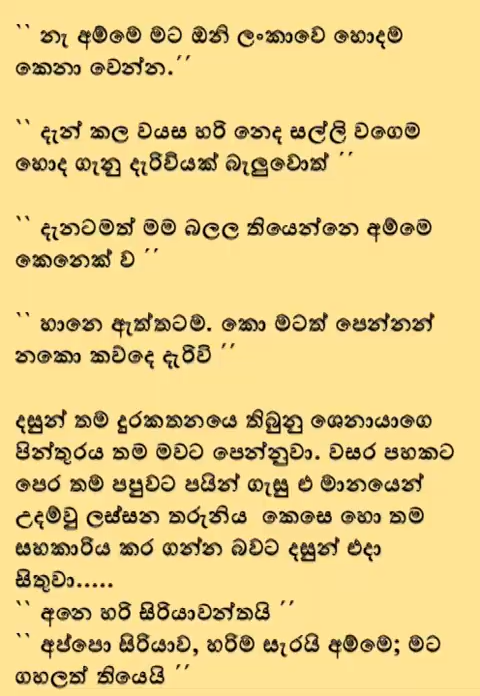 `` නැ අම්මෙ මට ඔනි ලංකාවෙ හොදම
කෙනා වෙන්න.´´
`` දැන් කල වයස හරි නෙද සල්ලි වගෙම
හොද ගැනු දැරිවියක් බැලුවොත් ´´
`` දැනටමත් මම බලල තියෙන්නෙ අම්මෙ
කෙනෙක් ව ´´
`` හානෙ ඇත්තටම. කො මටත් පෙන්නන්
නකො කව්දෙ දැරිවි ´´
දසුන් තම් දුරකතනයෙ තිබුනු ශෙනායාගෙ
පින්තුරය තම මවට පෙන්නුවා. වසර පහකට
පෙර තම් පපුවට පයින් ගැසු එ මානයෙන්
උදම්වු ලස්සන තරුනිය කෙසෙ හො තම
සහකාරිය කර ගන්න බවට දසුන් එදා
සිතුවා.....
`` අනෙ හරි සිරියාවන්තයි ´´
`` අප්පො සිරියාව, හරිම සැරයි අම්මෙ; මට
ගහලත් තියෙයි ´´